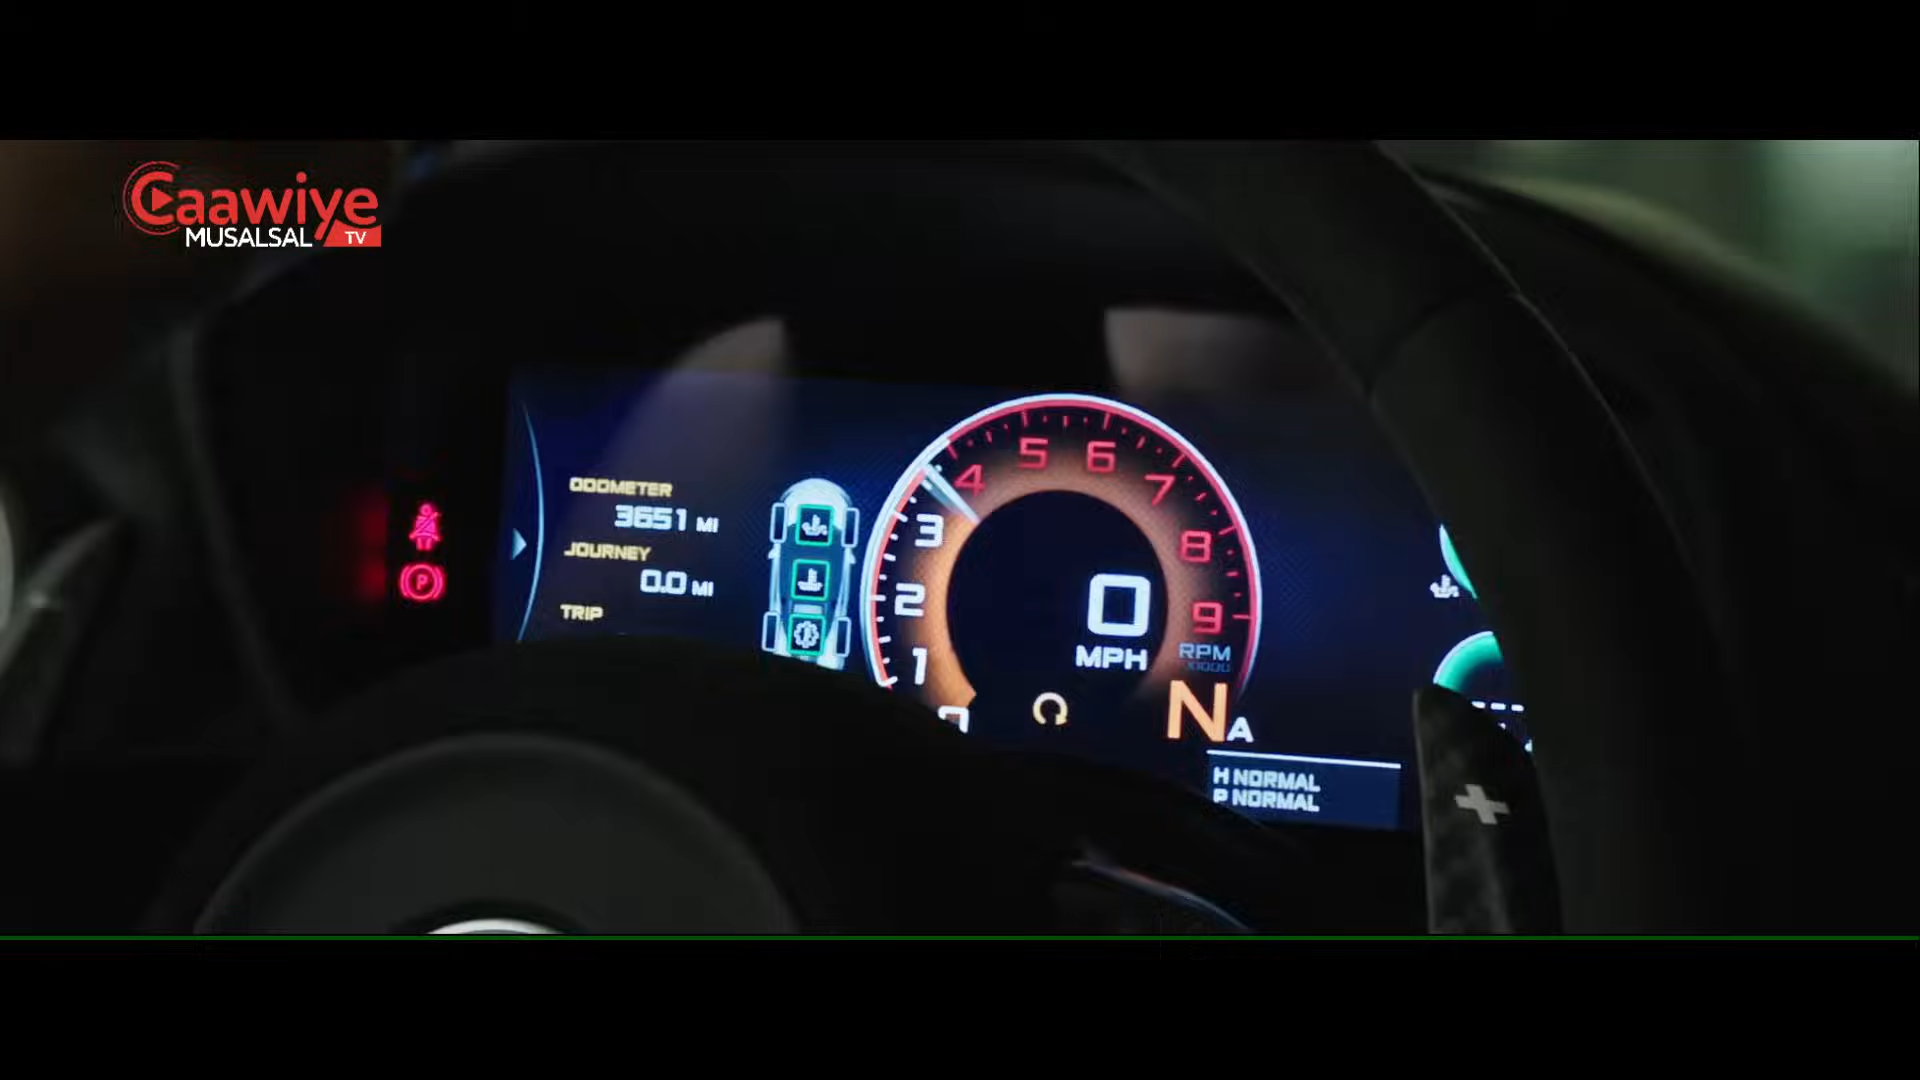 Caawiye
MUSALSAL TV
ODOMETER
3651 MI
JOURNEY
0.0 MI
TRIP
1
2
3
4
5
6
7
8
9
0
MPH
RPM
X1000
N A
H NORMAL
P NORMAL
P